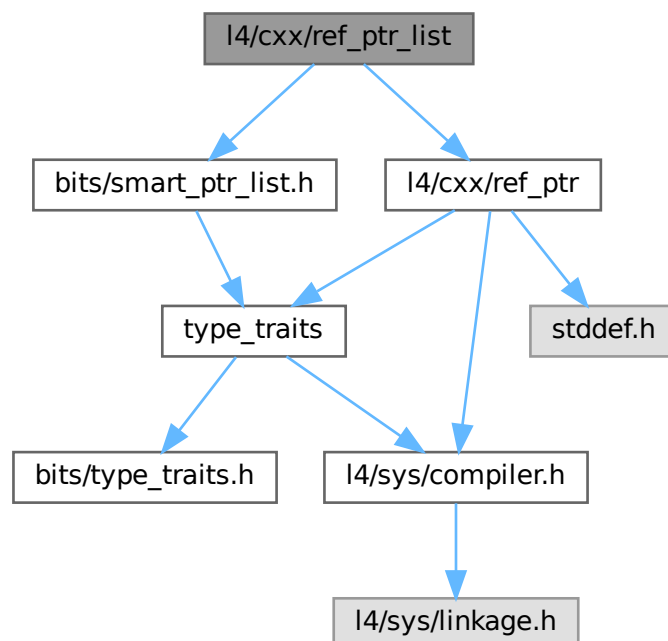 l4/cxx/ref_ptr_list
bits/smart_ptr_list.h
l4/cxx/ref_ptr
type_traits
stddef.h
bits/type_traits.h
l4/sys/compiler.h
l4/sys/linkage.h